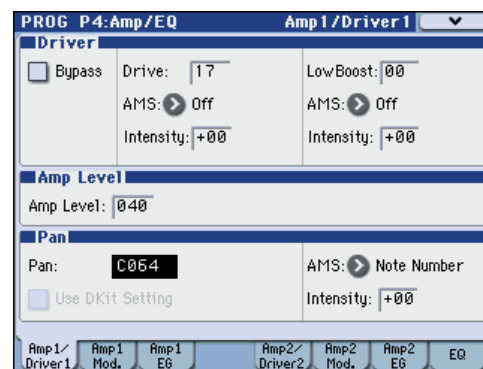 PROG P4:Amp/EQ Amp1/Driver1
Driver
Bypass Drive: 17 LowBoost: 00
AMS: Off AMS: Off
Intensity: +00 Intensity: +00
Amp Level
Amp Level: 040
Pan
Pan: C064 AMS: Note Number
Use DKit Setting Intensity: +00
Amp1/ Amp1 Amp1 Amp2/ Amp2 Amp2 EQ
Driver1 Mod. EG Driver2 Mod. EG